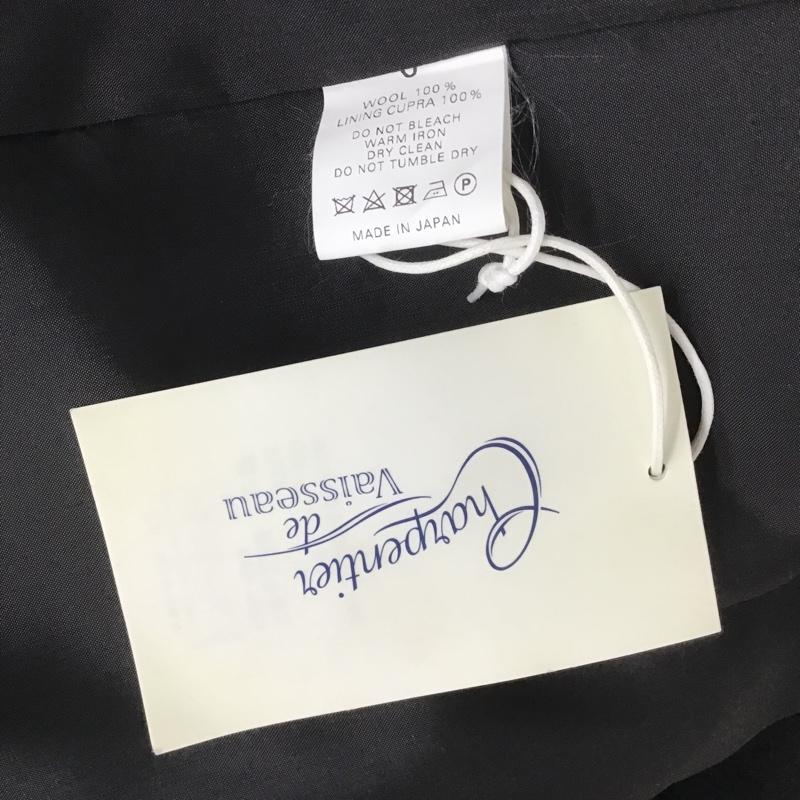 WOOL 100%
LINING CUPRA 100%
DO NOT BLEACH
WARM IRON
DRY CLEAN
DO NOT TUMBLE DRY
P
MADE IN JAPAN
Charpentier
de
Vaisseau